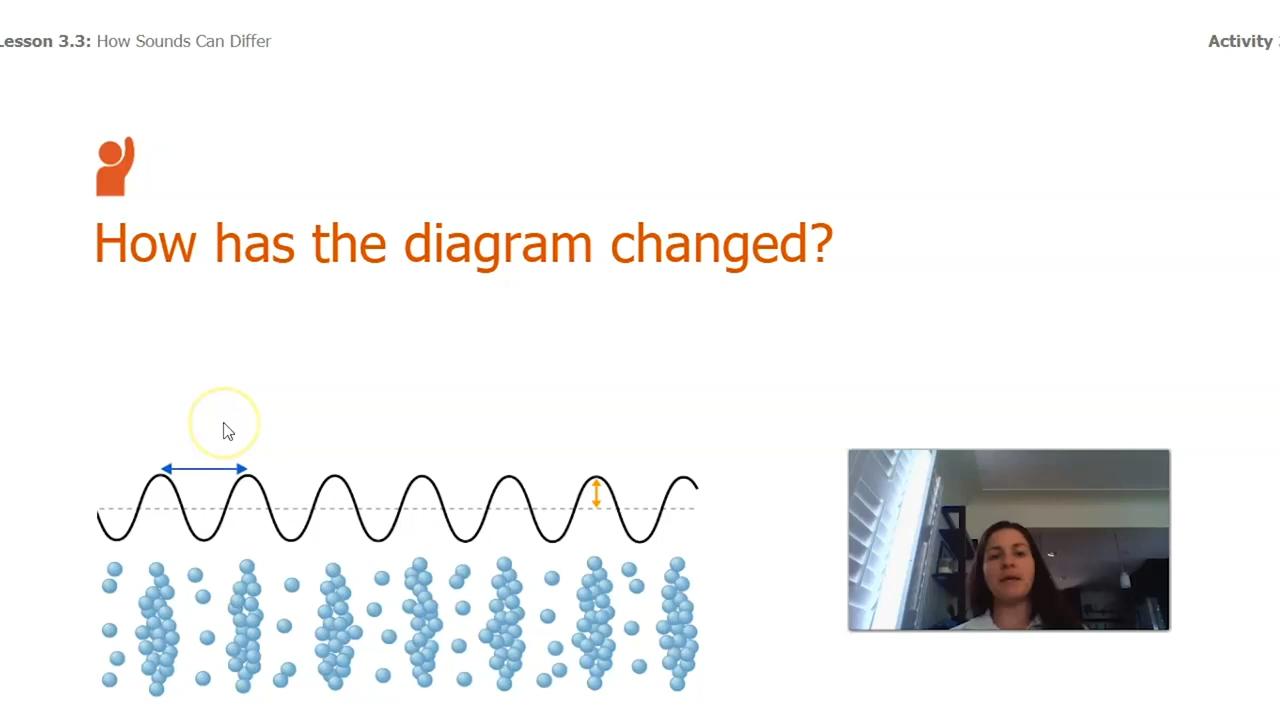 Lesson 3.3: How Sounds Can Differ
Activity
How has the diagram changed?